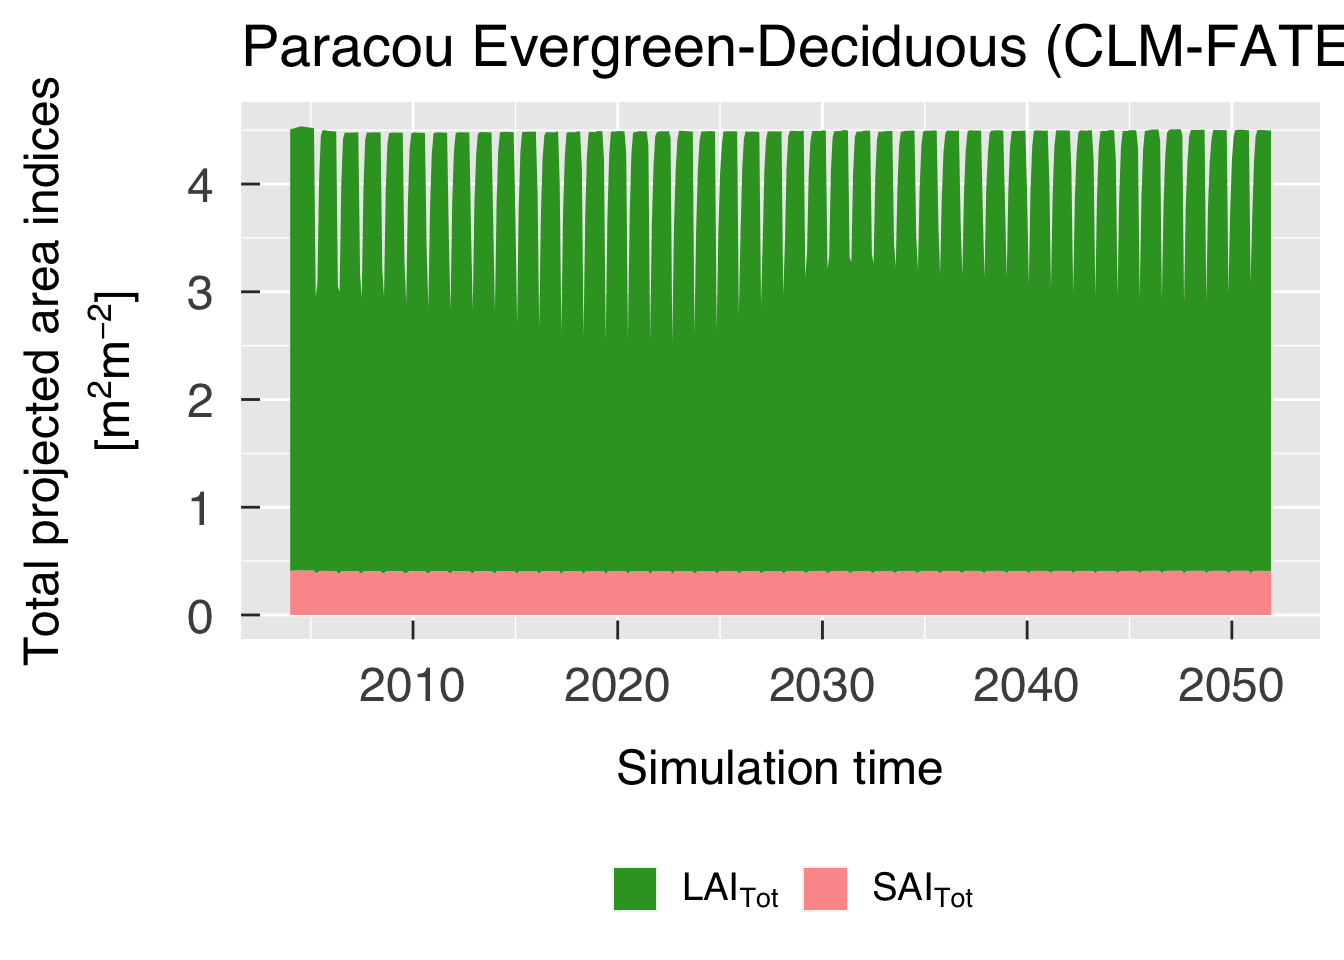 Paracou Evergreen-Deciduous (CLM-FATE
Total projected area indices
[m²m⁻²]
4
3
2
1
0
2010 2020 2030 2040 2050
Simulation time
LAI_Tot SAI_Tot